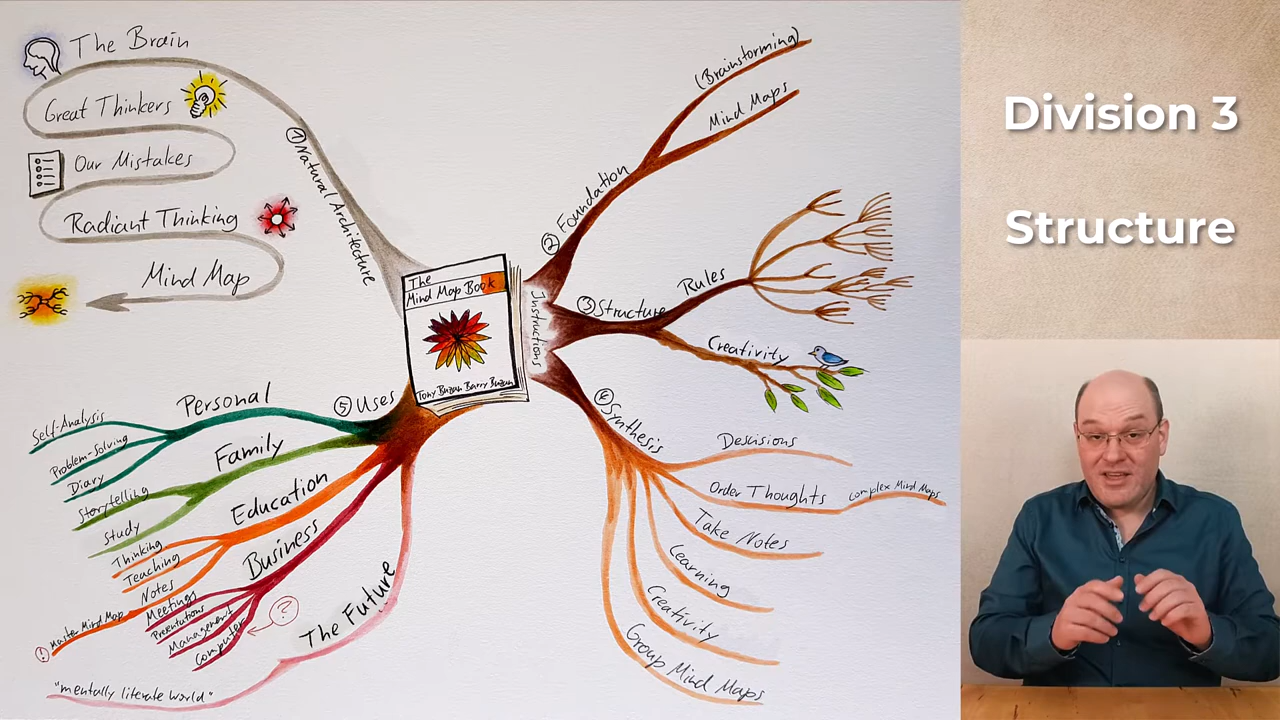 The Brain
Great Thinkers
Our Mistakes
Radiant Thinking
Mind Map
① Natural Architecture
The
Mind Map Book
Tony Buzan Barry Buzan
Instructions
② Foundation
(Brainstorming)
Mind Maps
③ Structure
Rules
Creativity
④ Synthesis
Descisions
Order Thoughts
complex Mind Maps
Take Notes
Learning
Creativity
Group Mind Maps
⑤ Uses
Personal
Self-Analysis
Problem-Solving
Diary
Family
Storytelling
Study
Education
Thinking
Teaching
Notes
! Master Mind Map
Business
Meetings
Presentations
Management
Computer
?
The Future
"mentally literate world"
Division 3
Structure